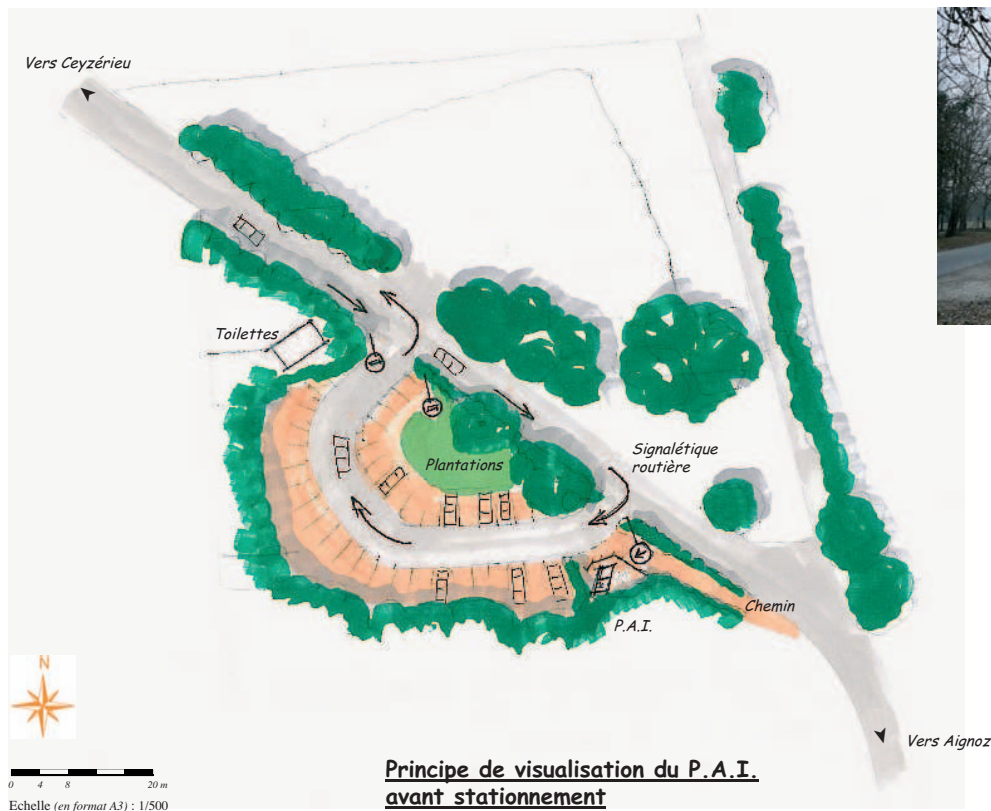 Vers Ceyzérieu
Toilettes
Signalétique
routière
Plantations
Chemin
P.A.I.
N
Vers Aignoz
0 4 8 20 m
Echelle (en format A3) : 1/500
Principe de visualisation du P.A.I.
avant stationnement